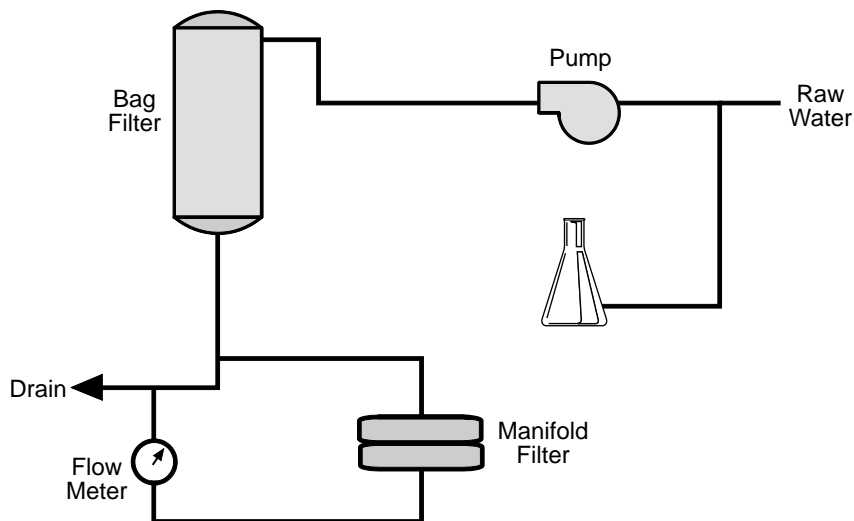 Pump
Bag
Filter
Raw
Water
Drain
Manifold
Filter
Flow
Meter